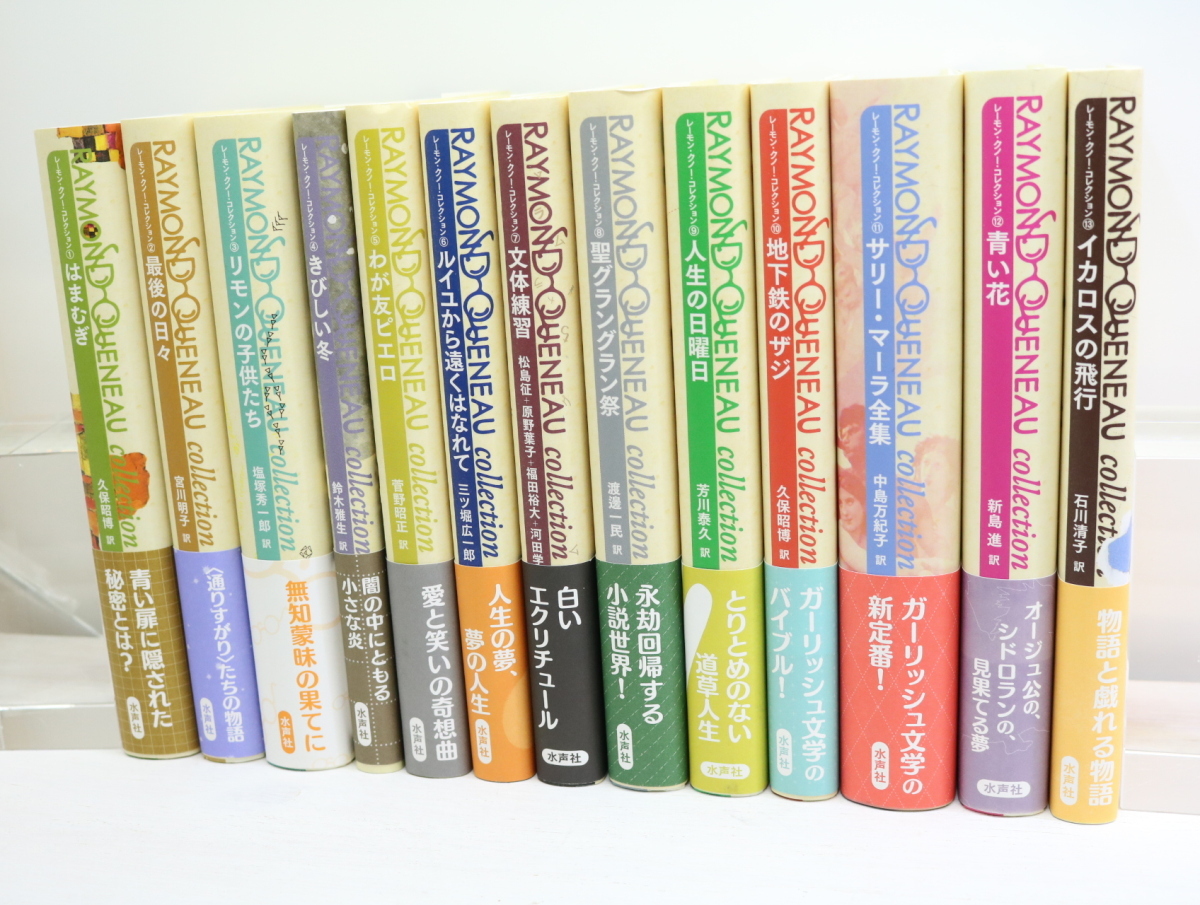 RAYMOND QUENEAU collection
レーモン・クノー・コレクション①
はまむぎ
久保昭博 訳
青い扉に隠された
秘密とは?
水声社
RAYMOND QUENEAU collection
レーモン・クノー・コレクション②
最後の日々
宮川明子 訳
〈通りすがり〉たちの物語
水声社
RAYMOND QUENEAU collection
レーモン・クノー・コレクション③
リモンの子供たち
塩塚秀一郎 訳
無知蒙昧の果てに
水声社
RAYMOND QUENEAU collection
レーモン・クノー・コレクション④
きびしい冬
鈴木雅生 訳
闇の中にともる
小さな炎
水声社
RAYMOND QUENEAU collection
レーモン・クノー・コレクション⑤
わが友ピエロ
菅野昭正 訳
愛と笑いの奇想曲
水声社
RAYMOND QUENEAU collection
レーモン・クノー・コレクション⑥
ルイユから遠くはなれて
三ツ堀広一郎
人生の夢、
夢の人生
水声社
RAYMOND QUENEAU collection
レーモン・クノー・コレクション⑦
文体練習
松島征+原野葉子+福田裕大+河田学
白い
エクリチュール
水声社
RAYMOND QUENEAU collection
レーモン・クノー・コレクション⑧
聖グラングラン祭
渡邊一民 訳
永劫回帰する
小説世界!
水声社
RAYMOND QUENEAU collection
レーモン・クノー・コレクション⑨
人生の日曜日
芳川泰久 訳
とりとめのない
道草人生
水声社
RAYMOND QUENEAU collection
レーモン・クノー・コレクション⑩
地下鉄のザジ
久保昭博 訳
ガーリッシュ文学の
バイブル!
水声社
RAYMOND QUENEAU collection
レーモン・クノー・コレクション⑪
サリー・マーラ全集
中島万紀子 訳
ガーリッシュ文学の
新定番!
水声社
RAYMOND QUENEAU collection
レーモン・クノー・コレクション⑫
青い花
新島進 訳
オージュ公の、
シドロランの、
見果てる夢
水声社
RAYMOND QUENEAU collection
レーモン・クノー・コレクション⑬
イカロスの飛行
石川清子 訳
物語と戯れる物語
水声社